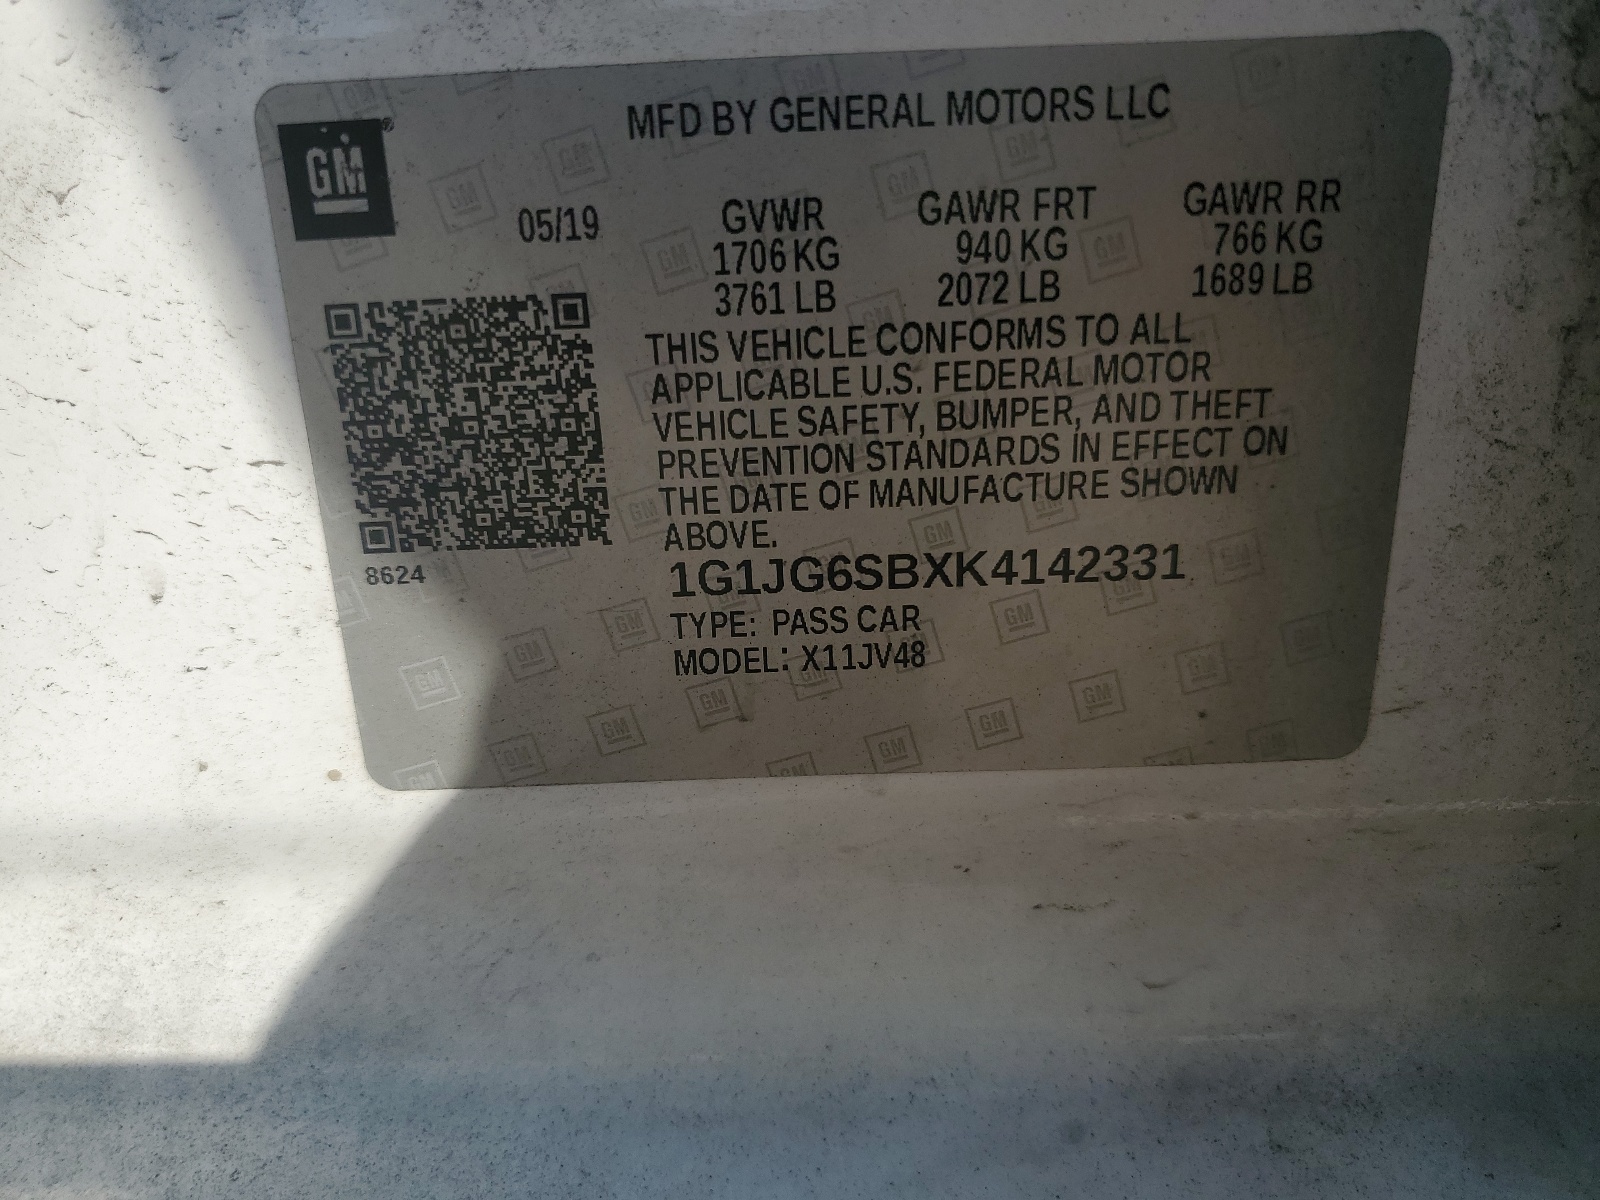 MFD BY GENERAL MOTORS LLC
GM®
05/19
GVWR GAWR FRT GAWR RR
1706 KG 940 KG 766 KG
3761 LB 2072 LB 1689 LB
THIS VEHICLE CONFORMS TO ALL
APPLICABLE U.S. FEDERAL MOTOR
VEHICLE SAFETY, BUMPER, AND THEFT
PREVENTION STANDARDS IN EFFECT ON
THE DATE OF MANUFACTURE SHOWN
ABOVE.
8624
1G1JG6SBXK4142331
TYPE: PASS CAR
MODEL: X11JV48